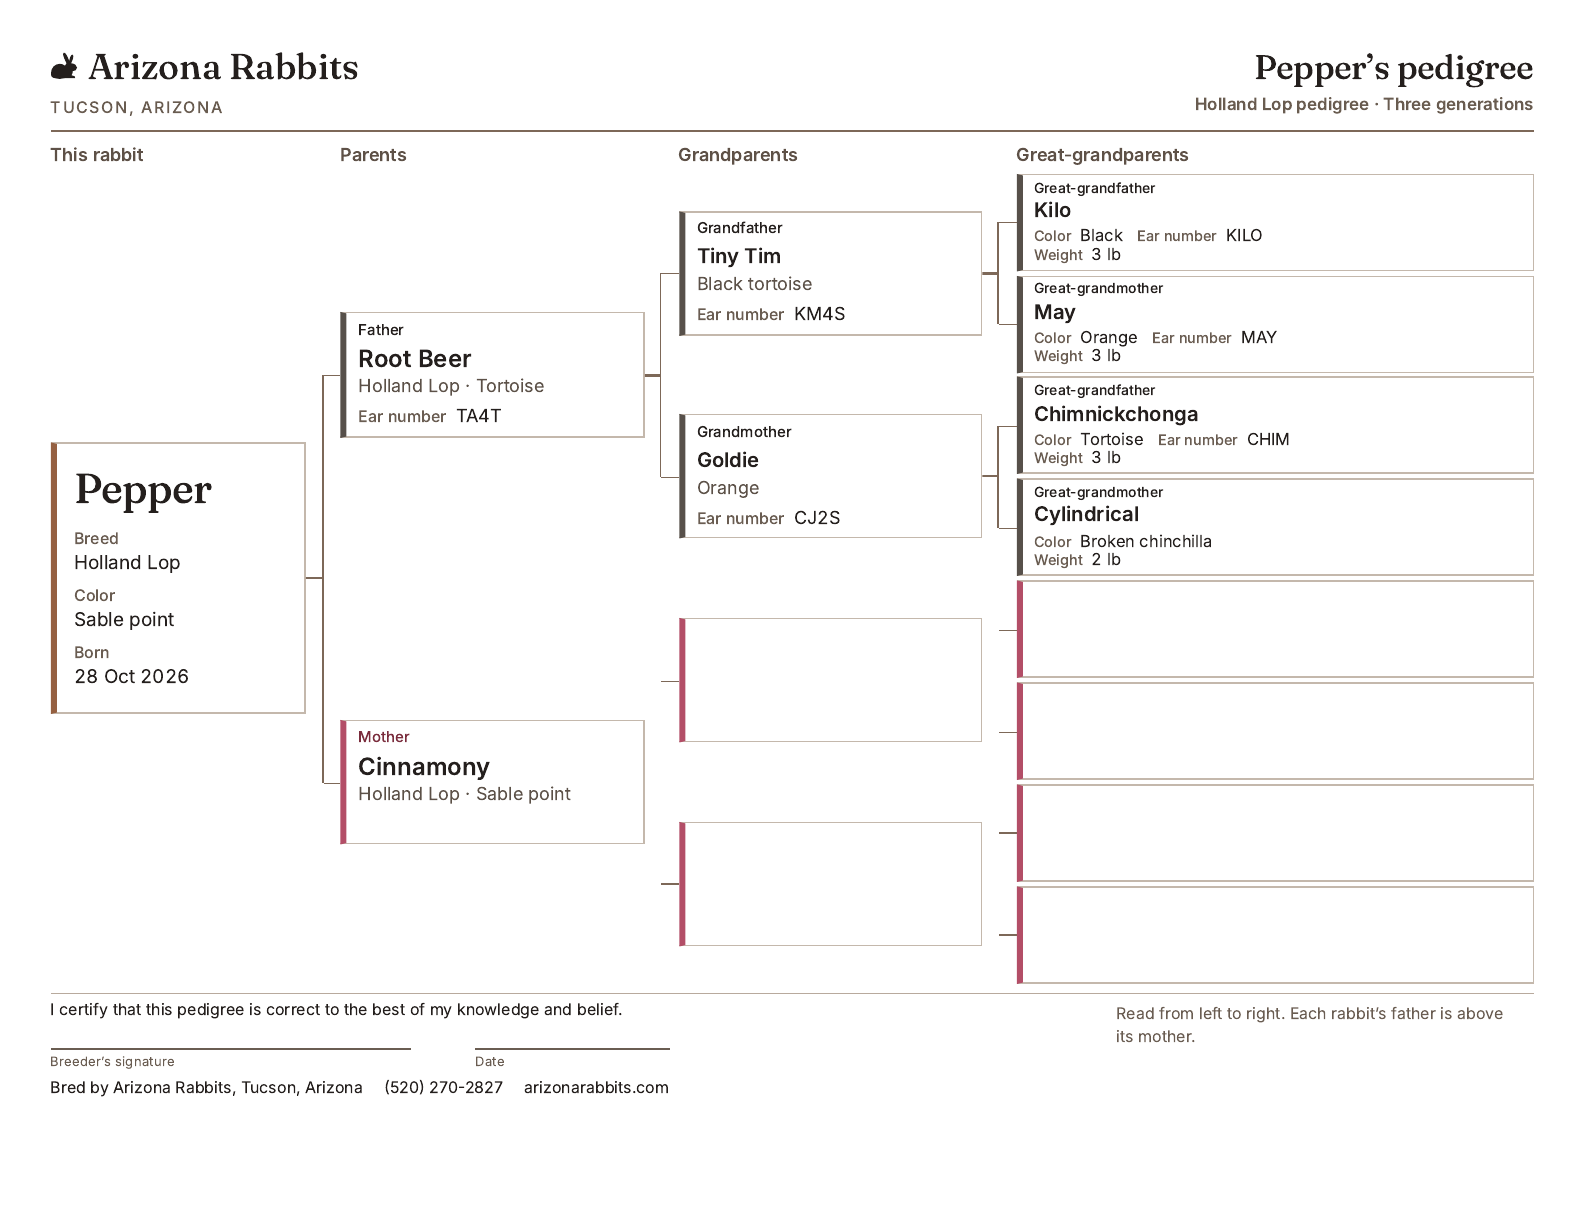 Arizona Rabbits
TUCSON, ARIZONA
Pepper’s pedigree
Holland Lop pedigree · Three generations
This rabbit
Parents
Grandparents
Great-grandparents
Pepper
Breed
Holland Lop
Color
Sable point
Born
28 Oct 2026
Father
Root Beer
Holland Lop · Tortoise
Ear number TA4T
Mother
Cinnamony
Holland Lop · Sable point
Grandfather
Tiny Tim
Black tortoise
Ear number KM4S
Grandmother
Goldie
Orange
Ear number CJ2S
Great-grandfather
Kilo
Color Black Ear number KILO
Weight 3 lb
Great-grandmother
May
Color Orange Ear number MAY
Weight 3 lb
Great-grandfather
Chimnickchonga
Color Tortoise Ear number CHIM
Weight 3 lb
Great-grandmother
Cylindrical
Color Broken chinchilla
Weight 2 lb
I certify that this pedigree is correct to the best of my knowledge and belief.
Breeder’s signature
Date
Bred by Arizona Rabbits, Tucson, Arizona (520) 270-2827 arizonarabbits.com
Read from left to right. Each rabbit’s father is above
its mother.